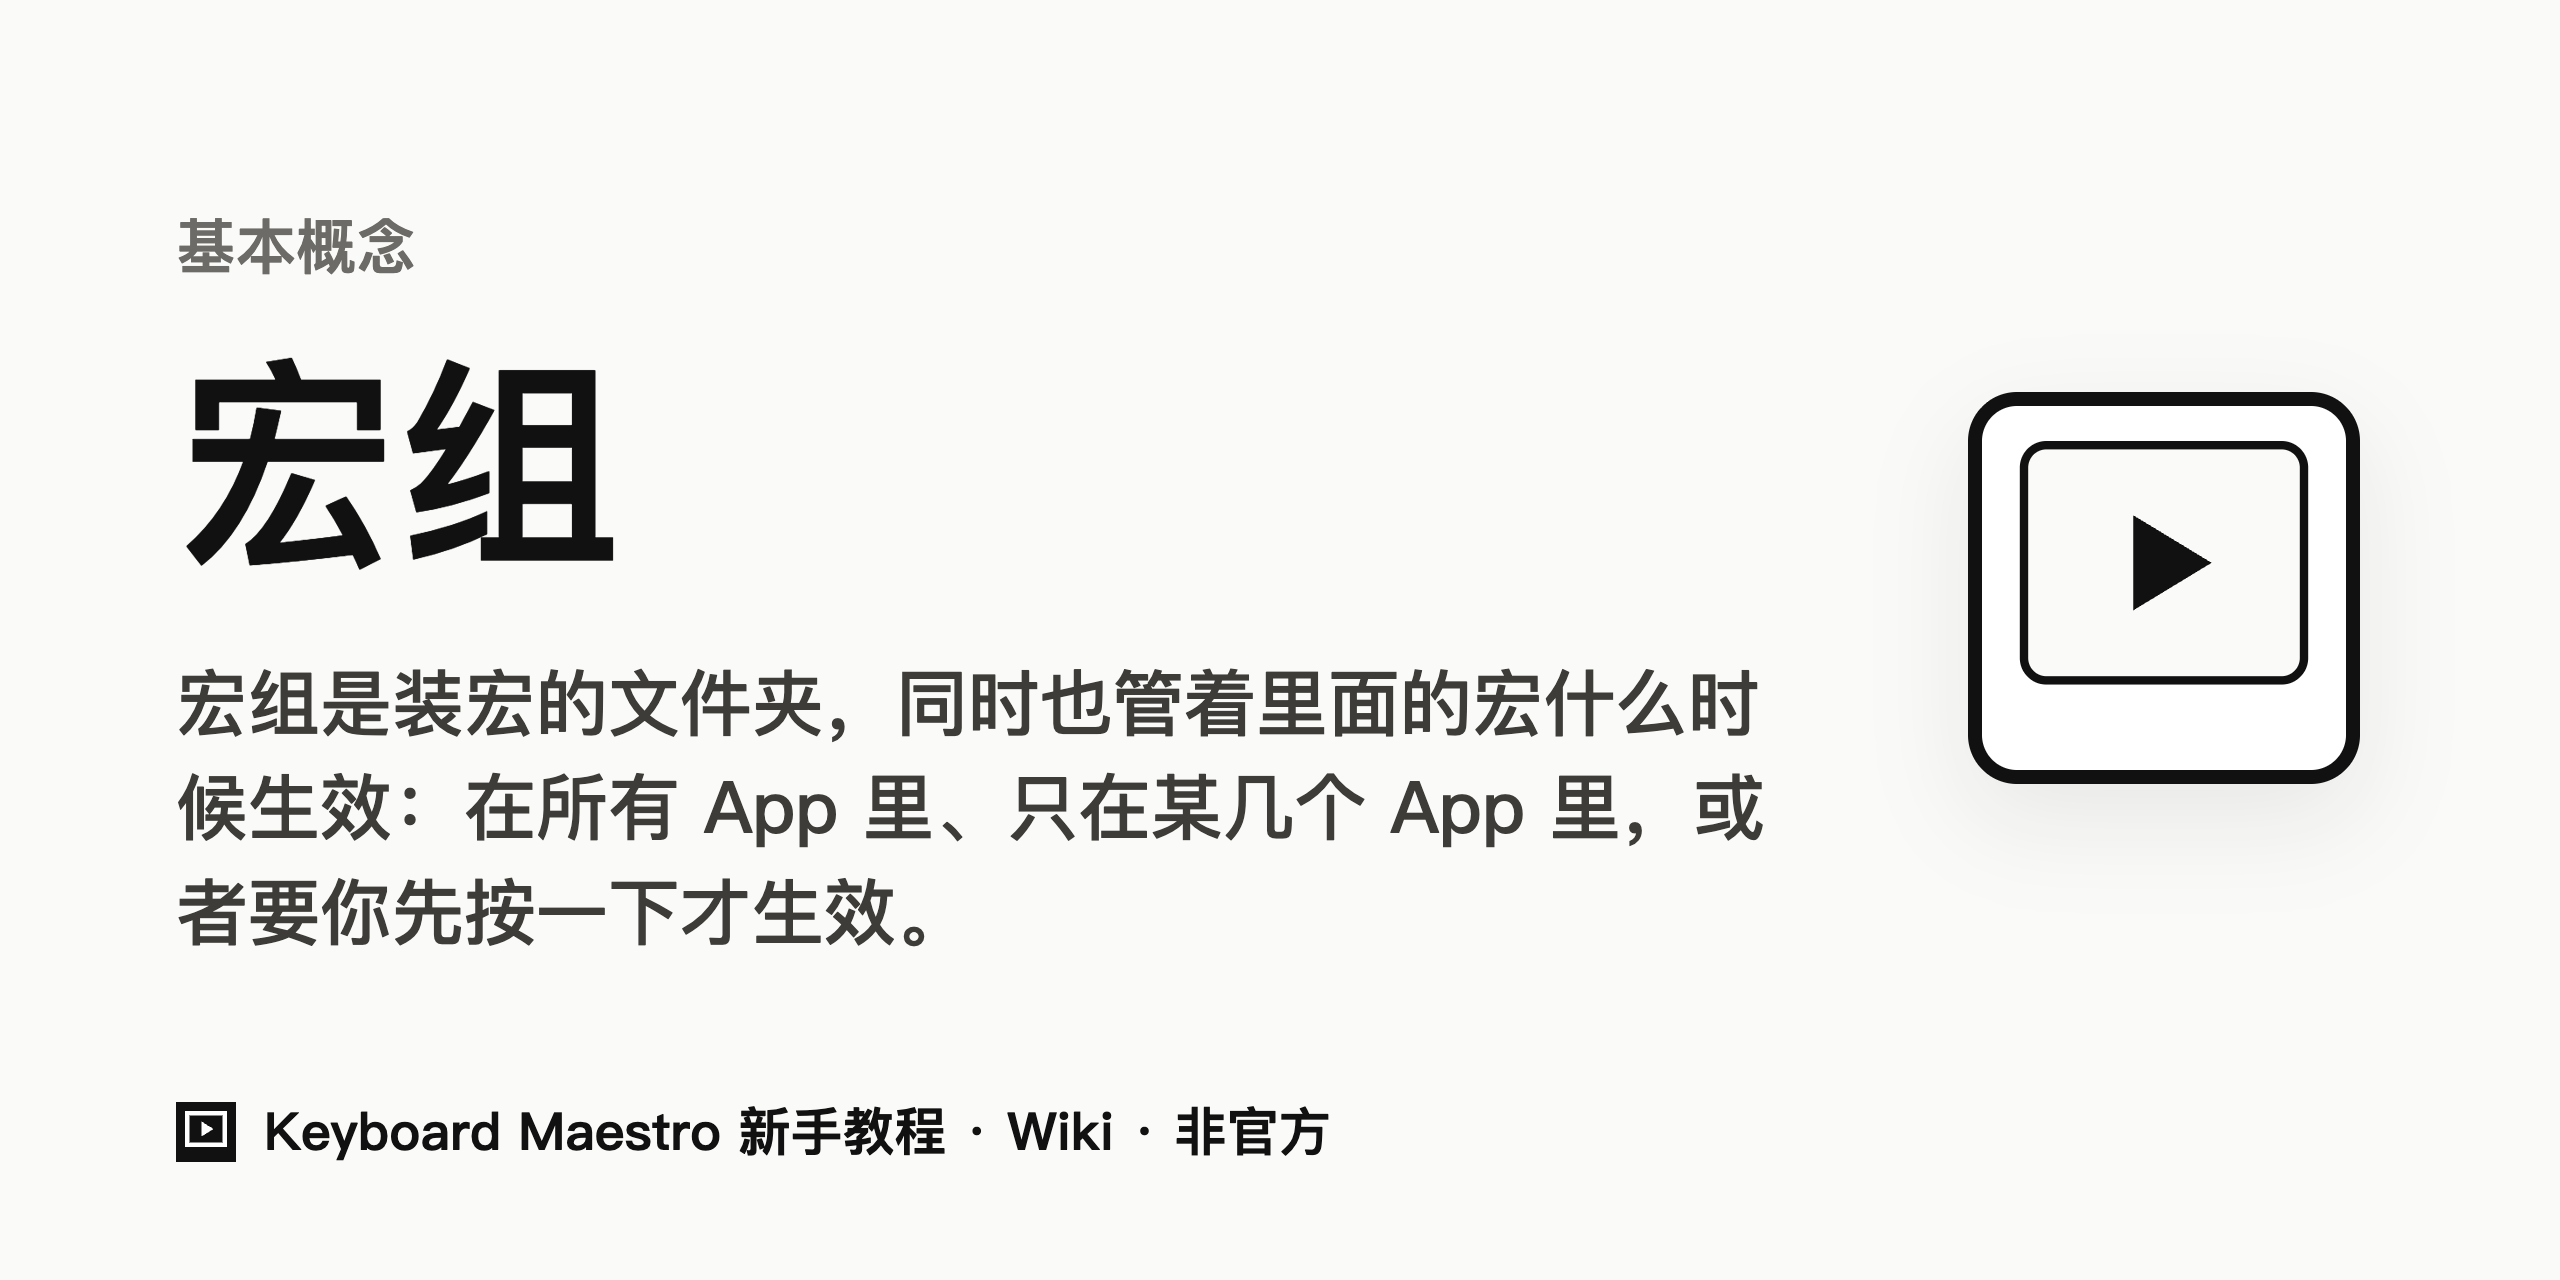 基本概念
宏组
宏组是装宏的文件夹，同时也管着里面的宏什么时
候生效：在所有 App 里、只在某几个 App 里，或
者要你先按一下才生效。
Keyboard Maestro 新手教程 · Wiki · 非官方